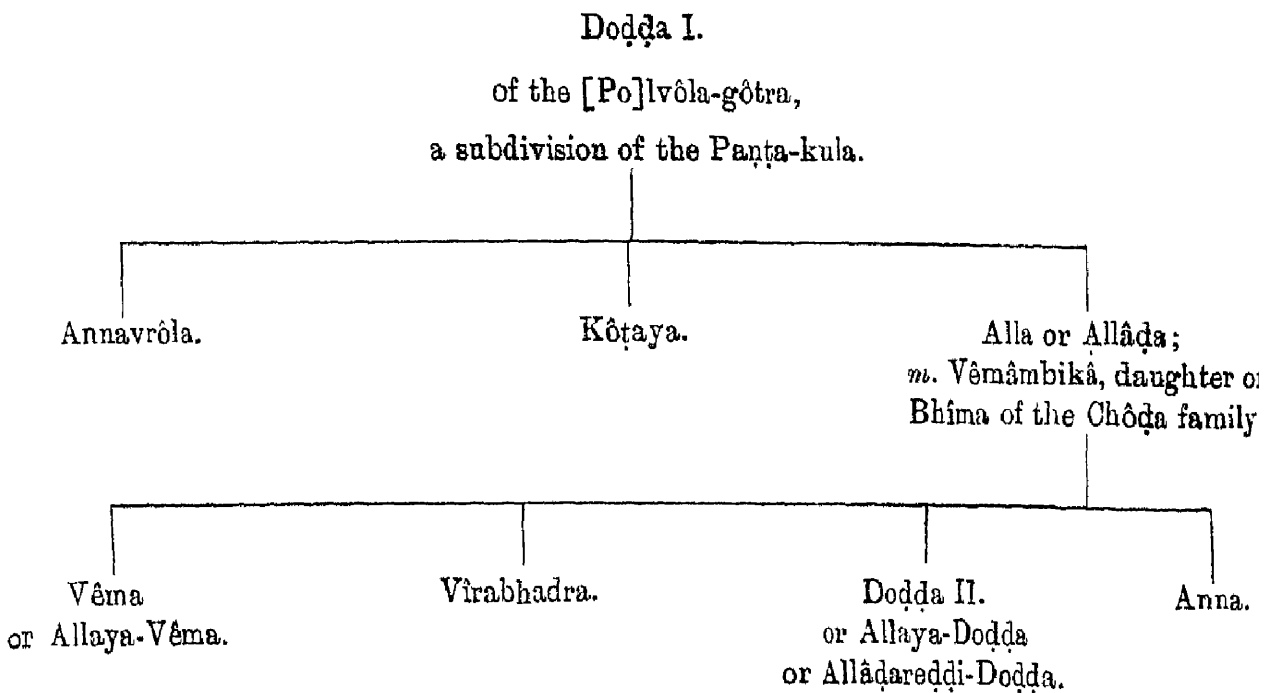 Doḍḍa I.
of the [Po]lvôla-gôtra,
a subdivision of the Paṇṭa-kula.
Annavrôla.
Kôṭaya.
Alla or Allâḍa;
m. Vêmâmbikâ, daughter
Bhîma of the Chôḍa family
Vêma
or Allaya-Vêma.
Vîrabhadra.
Doḍḍa II.
or Allaya-Doḍḍa
or Allâḍareḍḍi-Doḍḍa.
Anna.